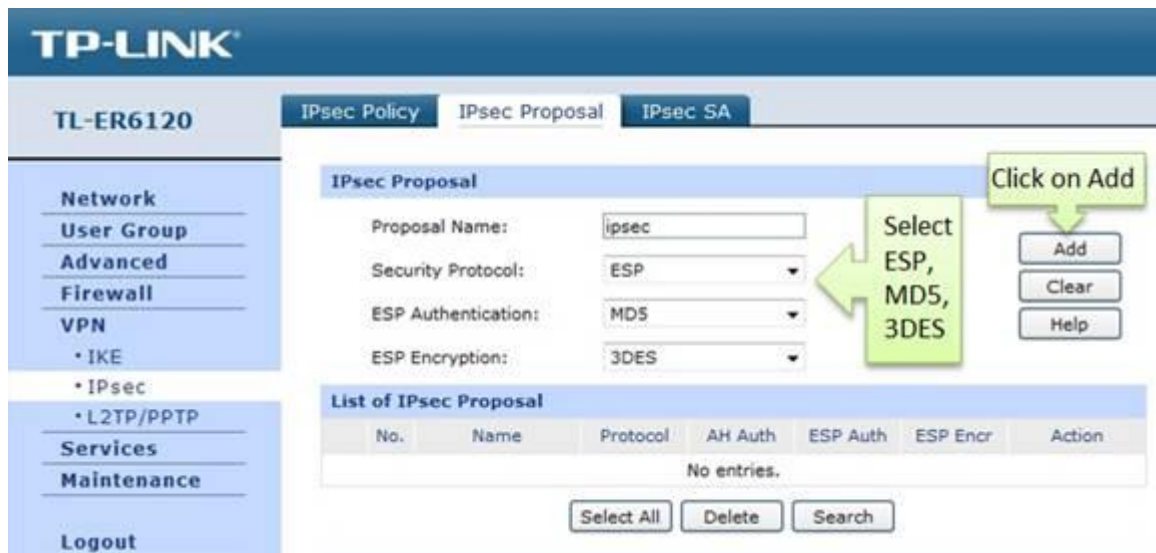 TP-LINK
TL-ER6120
IPsec Policy IPsec Proposal IPsec SA
Network
User Group
Advanced
Firewall
VPN
• IKE
• IPsec
• L2TP/PPTP
Services
Maintenance
Logout
IPsec Proposal
Proposal Name: ipsec
Security Protocol: ESP
ESP Authentication: MD5
ESP Encryption: 3DES
Select
ESP,
MD5,
3DES
Click on Add
Add
Clear
Help
List of IPsec Proposal
No. Name Protocol AH Auth ESP Auth ESP Encr Action
No entries.
Select All Delete Search